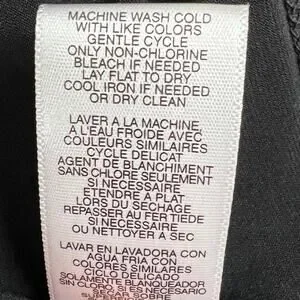 MACHINE WASH COLD
WITH LIKE COLORS
GENTLE CYCLE
ONLY NON-CHLORINE
BLEACH IF NEEDED
LAY FLAT TO DRY
COOL IRON IF NEEDED
OR DRY CLEAN
LAVER A LA MACHINE
A L'EAU FROIDE AVEC
COULEURS SIMILAIRES
CYCLE DELICAT
AGENT DE BLANCHIMENT
SANS CHLORE SEULEMENT
SI NECESSAIRE
ETENDRE A PLAT
LORS DU SECHAGE
REPASSER AU FER TIEDE
SI NECESSAIRE
OU NETTOYER A SEC
LAVAR EN LAVADORA CON
AGUA FRIA CON
COLORES SIMILARES
CICLO DELICADO
SOLAMENTE BLANQUEADOR
SIN CLORO SI ES NECESARIO
SECAR SOBRE